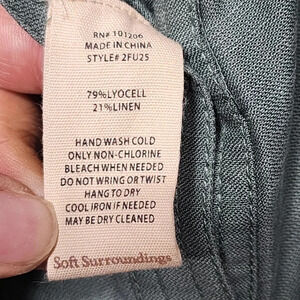 RN# 101206
MADE IN CHINA
STYLE# 2FU25
79%LYOCELL
21%LINEN
HAND WASH COLD
ONLY NON-CHLORINE
BLEACH WHEN NEEDED
DO NOT WRING OR TWIST
HANG TO DRY
COOL IRON IF NEEDED
MAY BE DRY CLEANED
Soft Surroundings